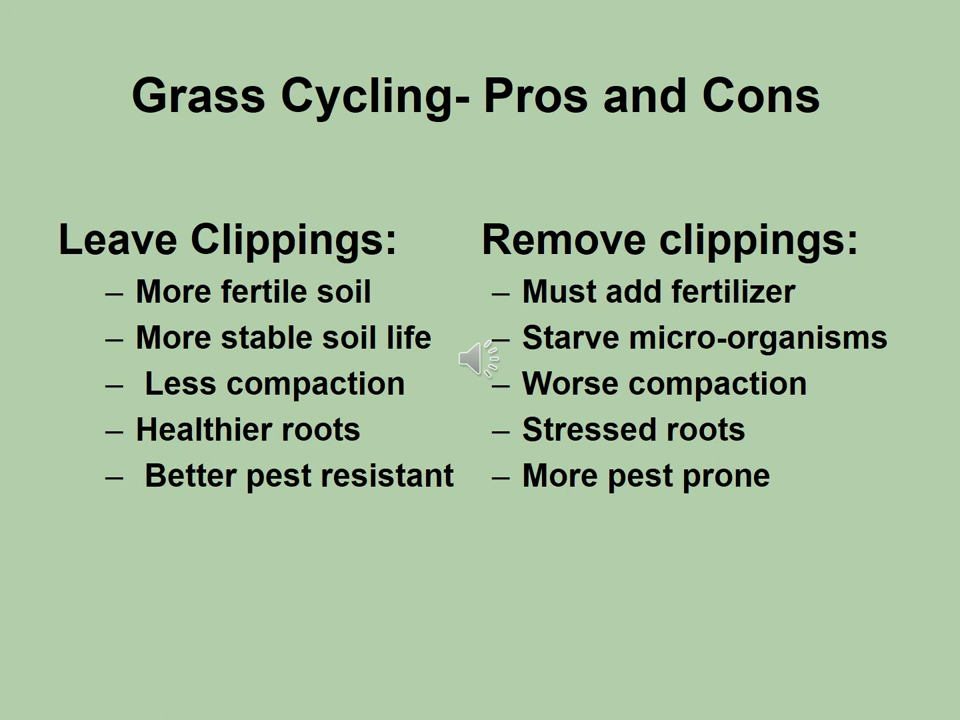 Grass Cycling- Pros and Cons
Leave Clippings:
– More fertile soil
– More stable soil life
– Less compaction
– Healthier roots
– Better pest resistant
Remove clippings:
– Must add fertilizer
– Starve micro-organisms
– Worse compaction
– Stressed roots
– More pest prone